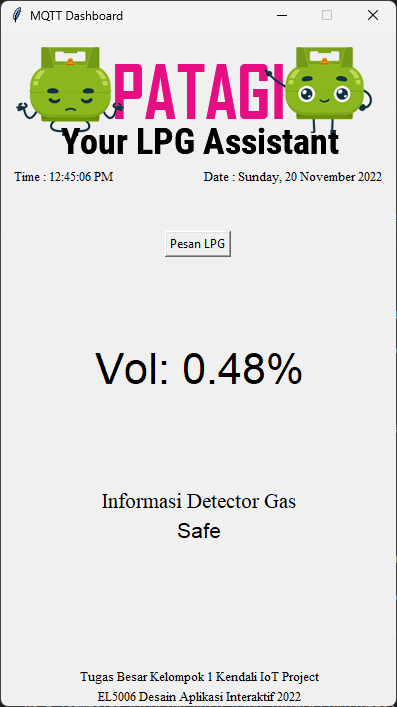 MQTT Dashboard
PATAGI
Your LPG Assistant
Time : 12:45:06 PM
Date : Sunday, 20 November 2022
Pesan LPG
Vol: 0.48%
Informasi Detector Gas
Safe
Tugas Besar Kelompok 1 Kendali IoT Project
EL5006 Desain Aplikasi Interaktif 2022